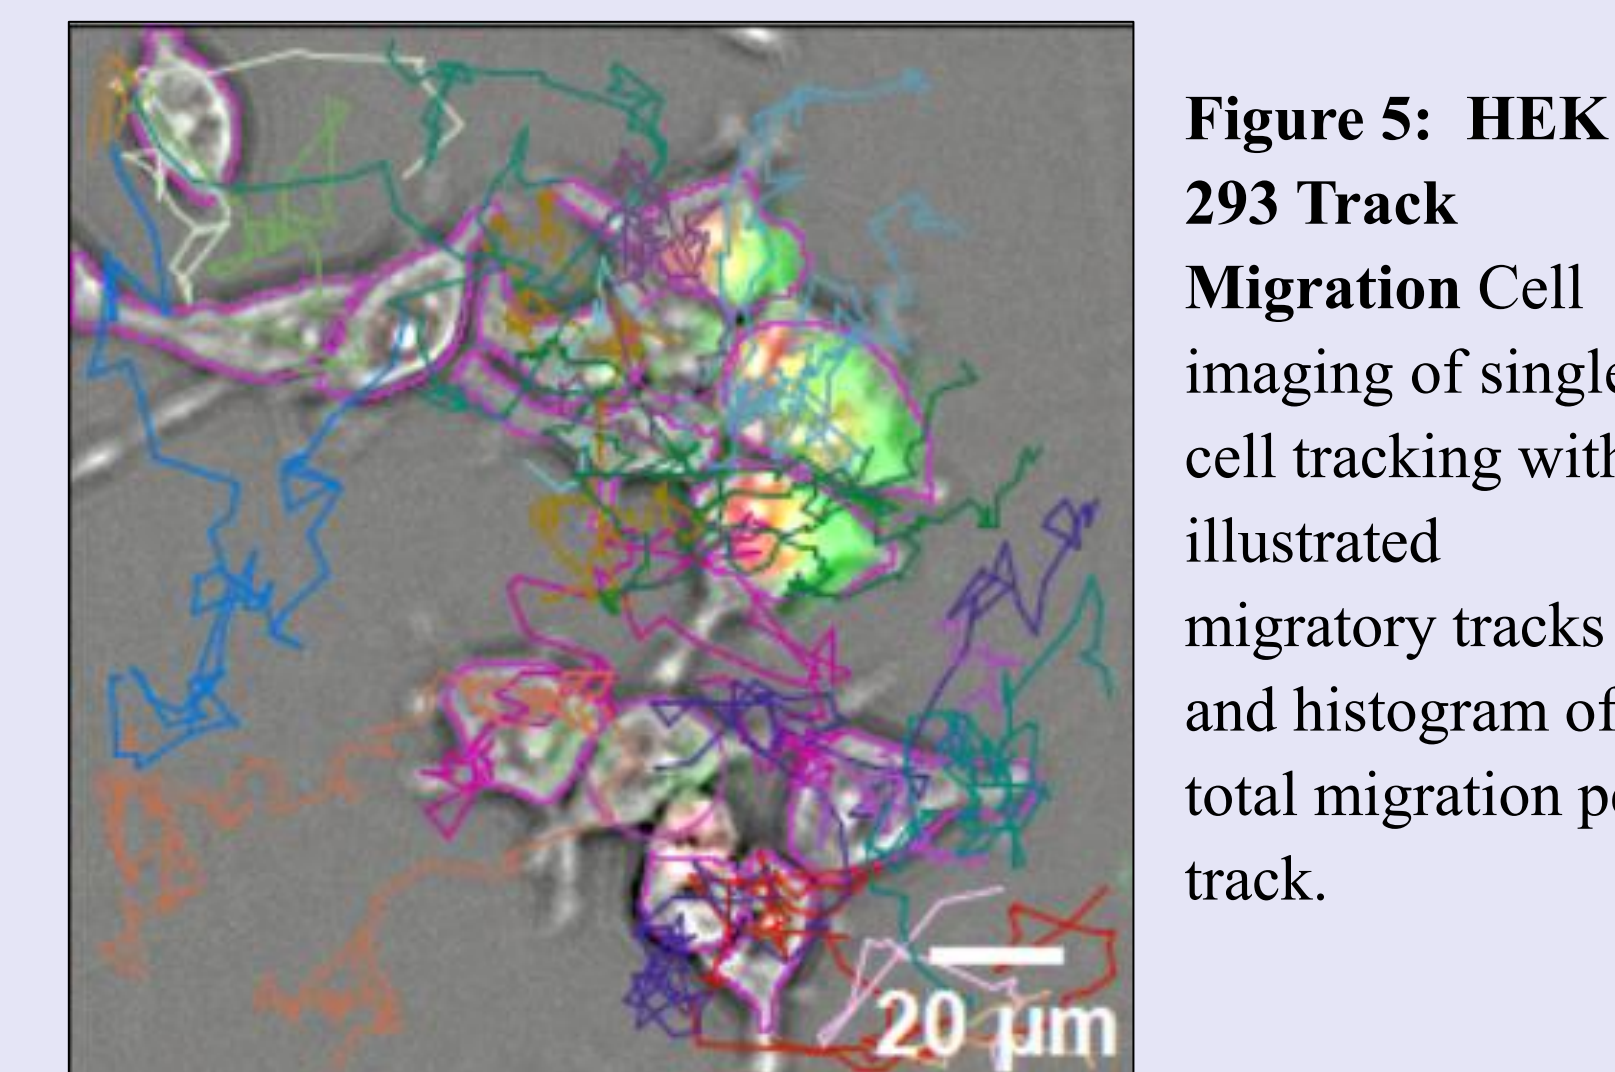 Figure 5: HEK
293 Track
Migration Cell
imaging of single
cell tracking with
illustrated
migratory tracks
and histogram of
total migration pe
track.
20 µm